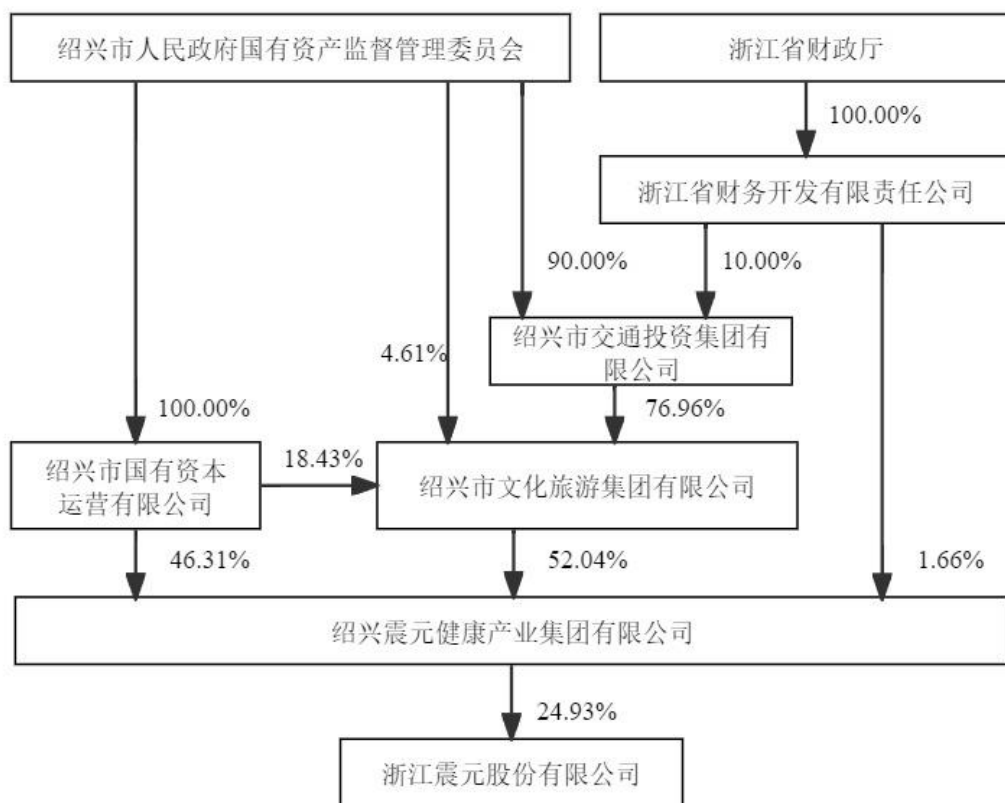 绍兴市人民政府国有资产监督管理委员会
浙江省财政厅
100.00%
浙江省财务开发有限责任公司
90.00%
10.00%
绍兴市交通投资集团有
限公司
4.61%
76.96%
100.00%
绍兴市国有资本
运营有限公司
18.43%
绍兴市文化旅游集团有限公司
46.31%
52.04%
1.66%
绍兴震元健康产业集团有限公司
24.93%
浙江震元股份有限公司